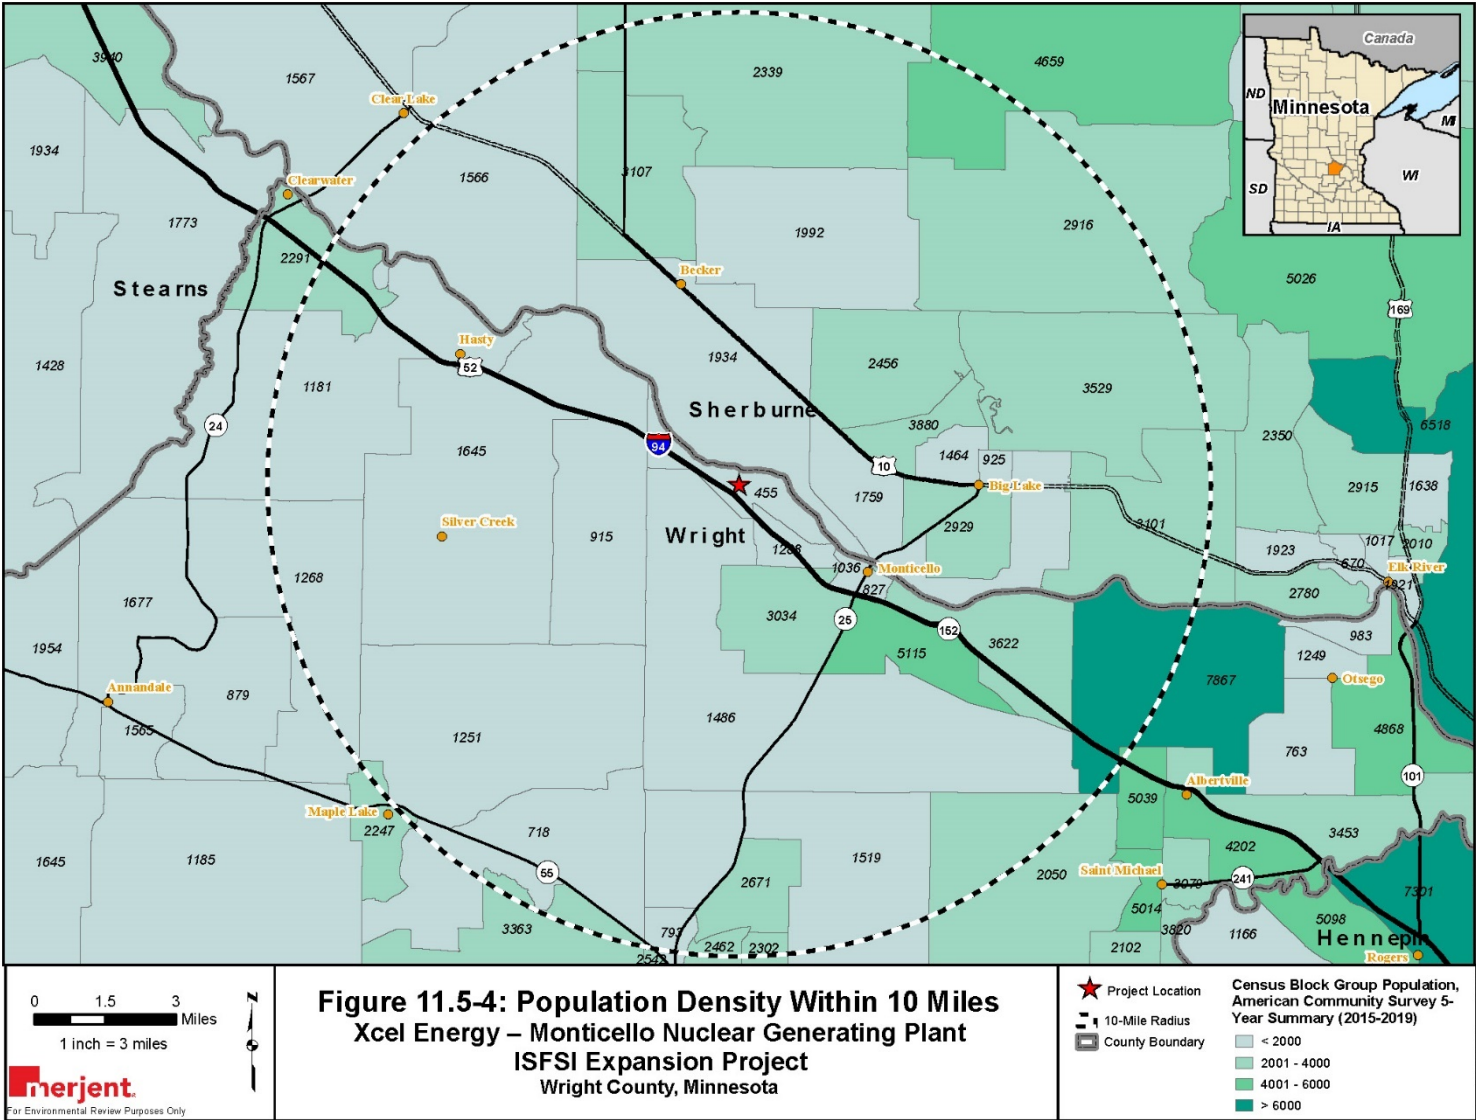 3940
1567
2339
4659
Canada
ND
Minnesota
MI
WI
SD
IA
Clear Lake
1934
1566
3107
Clearwater
1773
1992
2916
2291
Becker
5026
Stearns
169
1428
Hasty
52
1934
2456
1181
3529
Sherburne
24
3880
2350
6518
94
1645
1464
925
10
Big Lake
2915
1638
455
1759
Silver Creek
915
Wright
2929
3101
1923
1017
2010
670
Elk River
1036
Monticello
1268
827
2780
1677
3034
25
152
3622
983
1954
5115
1249
Annandale
879
7867
Otsego
1486
1565
1251
763
4868
101
Albertville
5039
Maple Lake
2247
718
3453
1645
1185
1519
4202
55
2671
2050
Saint Michael
3079
241
7301
5014
5098
3363
793
2462
2302
2102
3820
1166
Hennepin
2542
Rogers
0 1.5 3
Miles
1 inch = 3 miles
N
merjent
For Environmental Review Purposes Only
Figure 11.5-4: Population Density Within 10 Miles
Xcel Energy – Monticello Nuclear Generating Plant
ISFSI Expansion Project
Wright County, Minnesota
Project Location
10-Mile Radius
County Boundary
Census Block Group Population,
American Community Survey 5-
Year Summary (2015-2019)
< 2000
2001 - 4000
4001 - 6000
> 6000